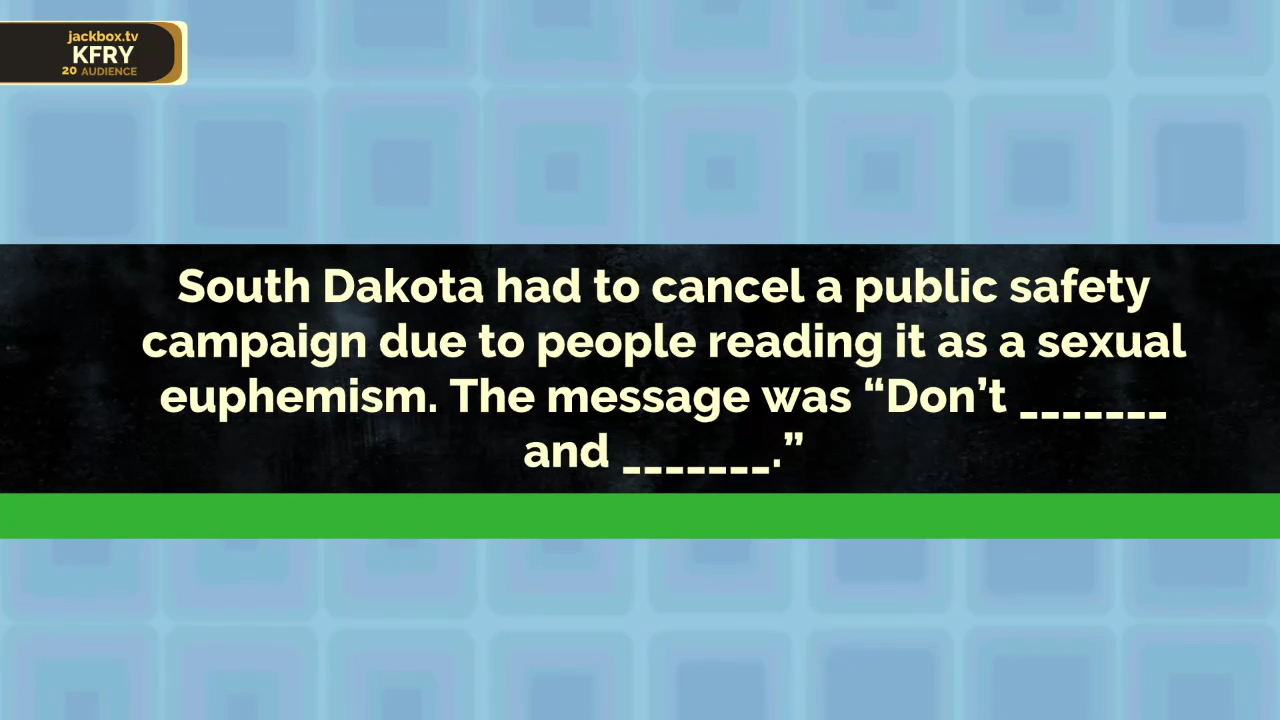 jackbox.tv
KFRY
20 AUDIENCE
South Dakota had to cancel a public safety
campaign due to people reading it as a sexual
euphemism. The message was “Don’t _______
and _______.”